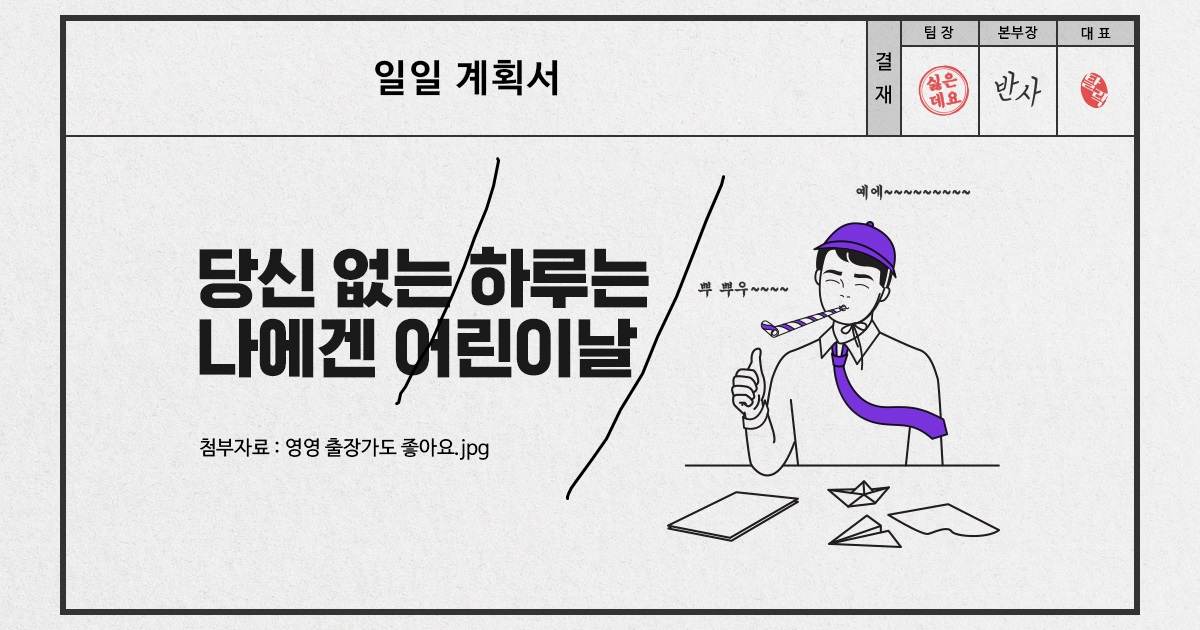 일일 계획서
결재
팀 장
본부장
대 표
싫은데요
반사
당신 없는 하루는
나에겐 어린이날
첨부자료 : 영영 출장가도 좋아요.jpg
예에~~~~~~~~~
뿌 뿌우~~~~